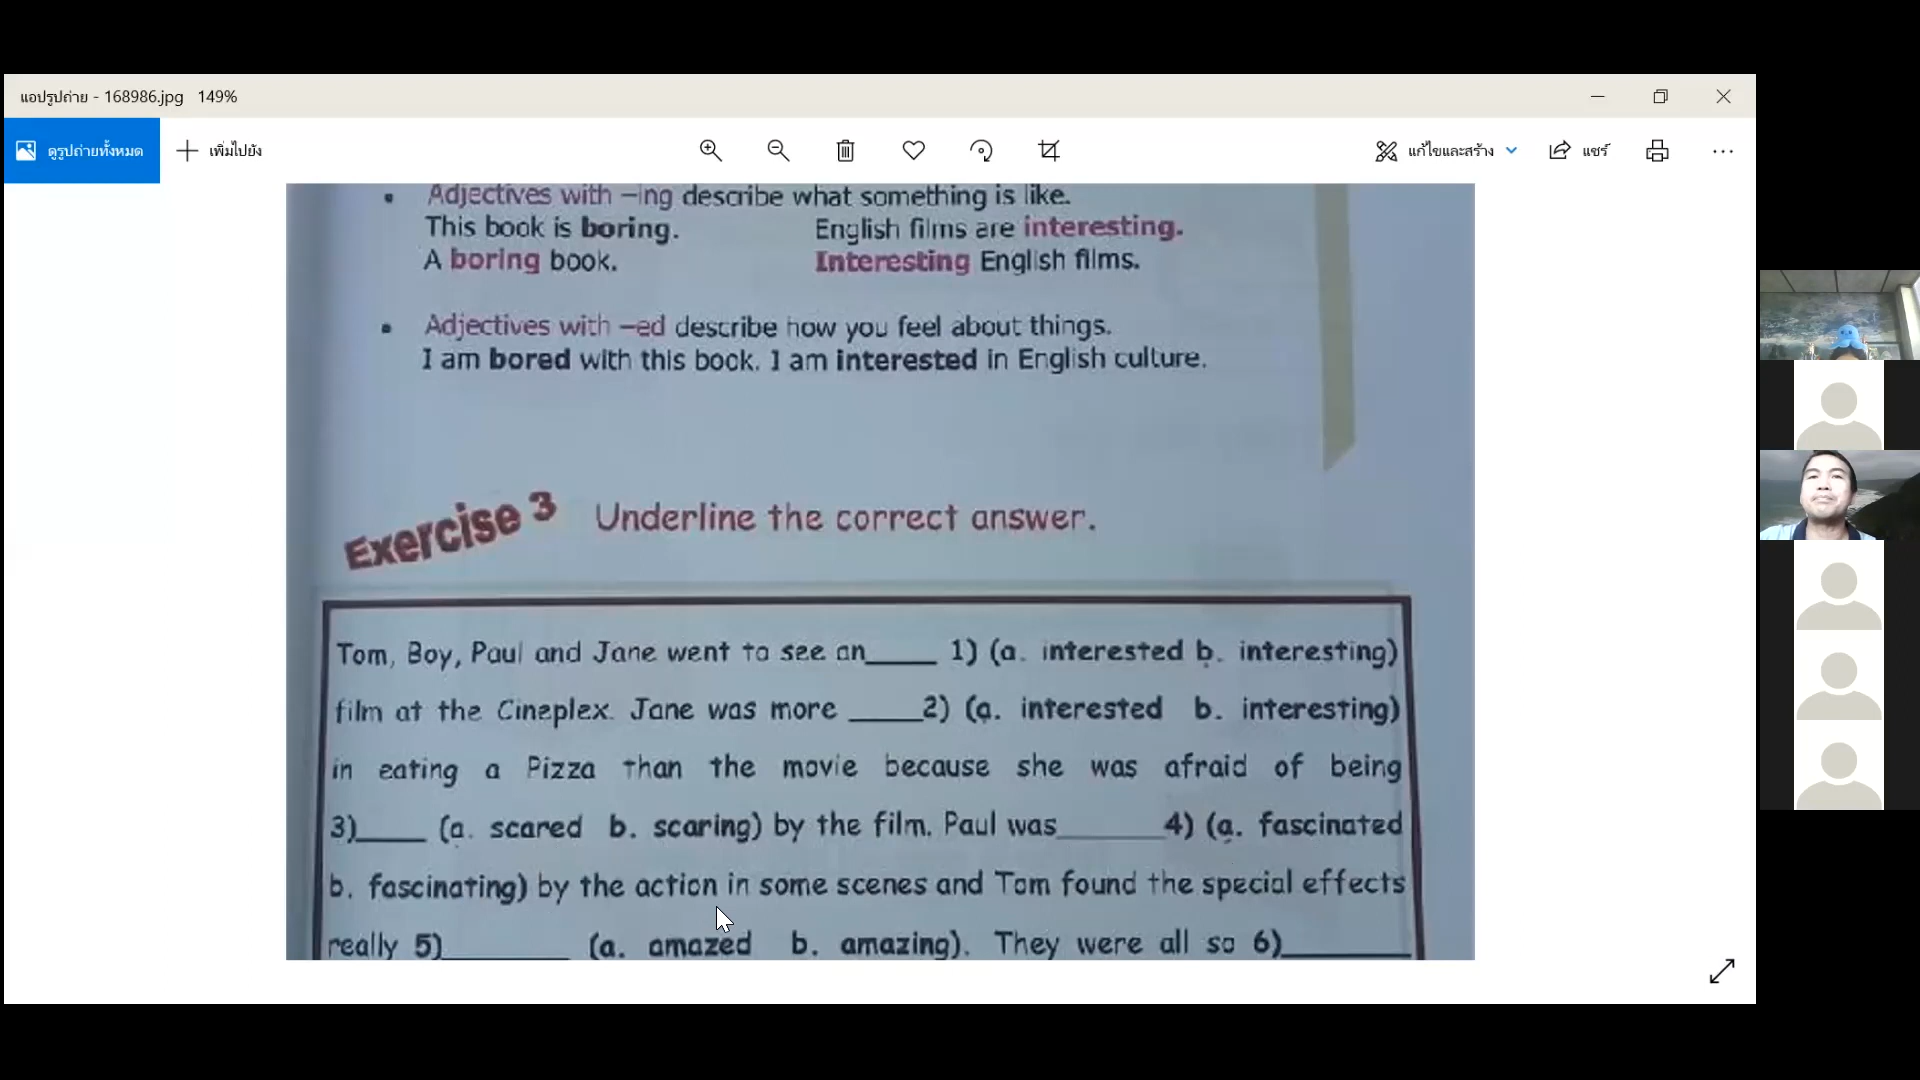 แอปรูปถ่าย - 168986.jpg 149%
ดูรูปถ่ายทั้งหมด เพิ่มไปยัง แก้ไขและสร้าง แชร์
Adjectives with –ing describe what something is like.
This book is boring. English films are interesting.
A boring book. Interesting English films.
Adjectives with –ed describe how you feel about things.
I am bored with this book. I am interested in English culture.
Exercise 3 Underline the correct answer.
Tom, Boy, Paul and Jane went to see an____ 1) (a. interested b. interesting)
film at the Cineplex. Jane was more ____2) (a. interested b. interesting)
in eating a Pizza than the movie because she was afraid of being
3)____ (a. scared b. scaring) by the film. Paul was______4) (a. fascinated
b. fascinating) by the action in some scenes and Tom found the special effects
really 5)_______ (a. amazed b. amazing). They were all so 6)_______